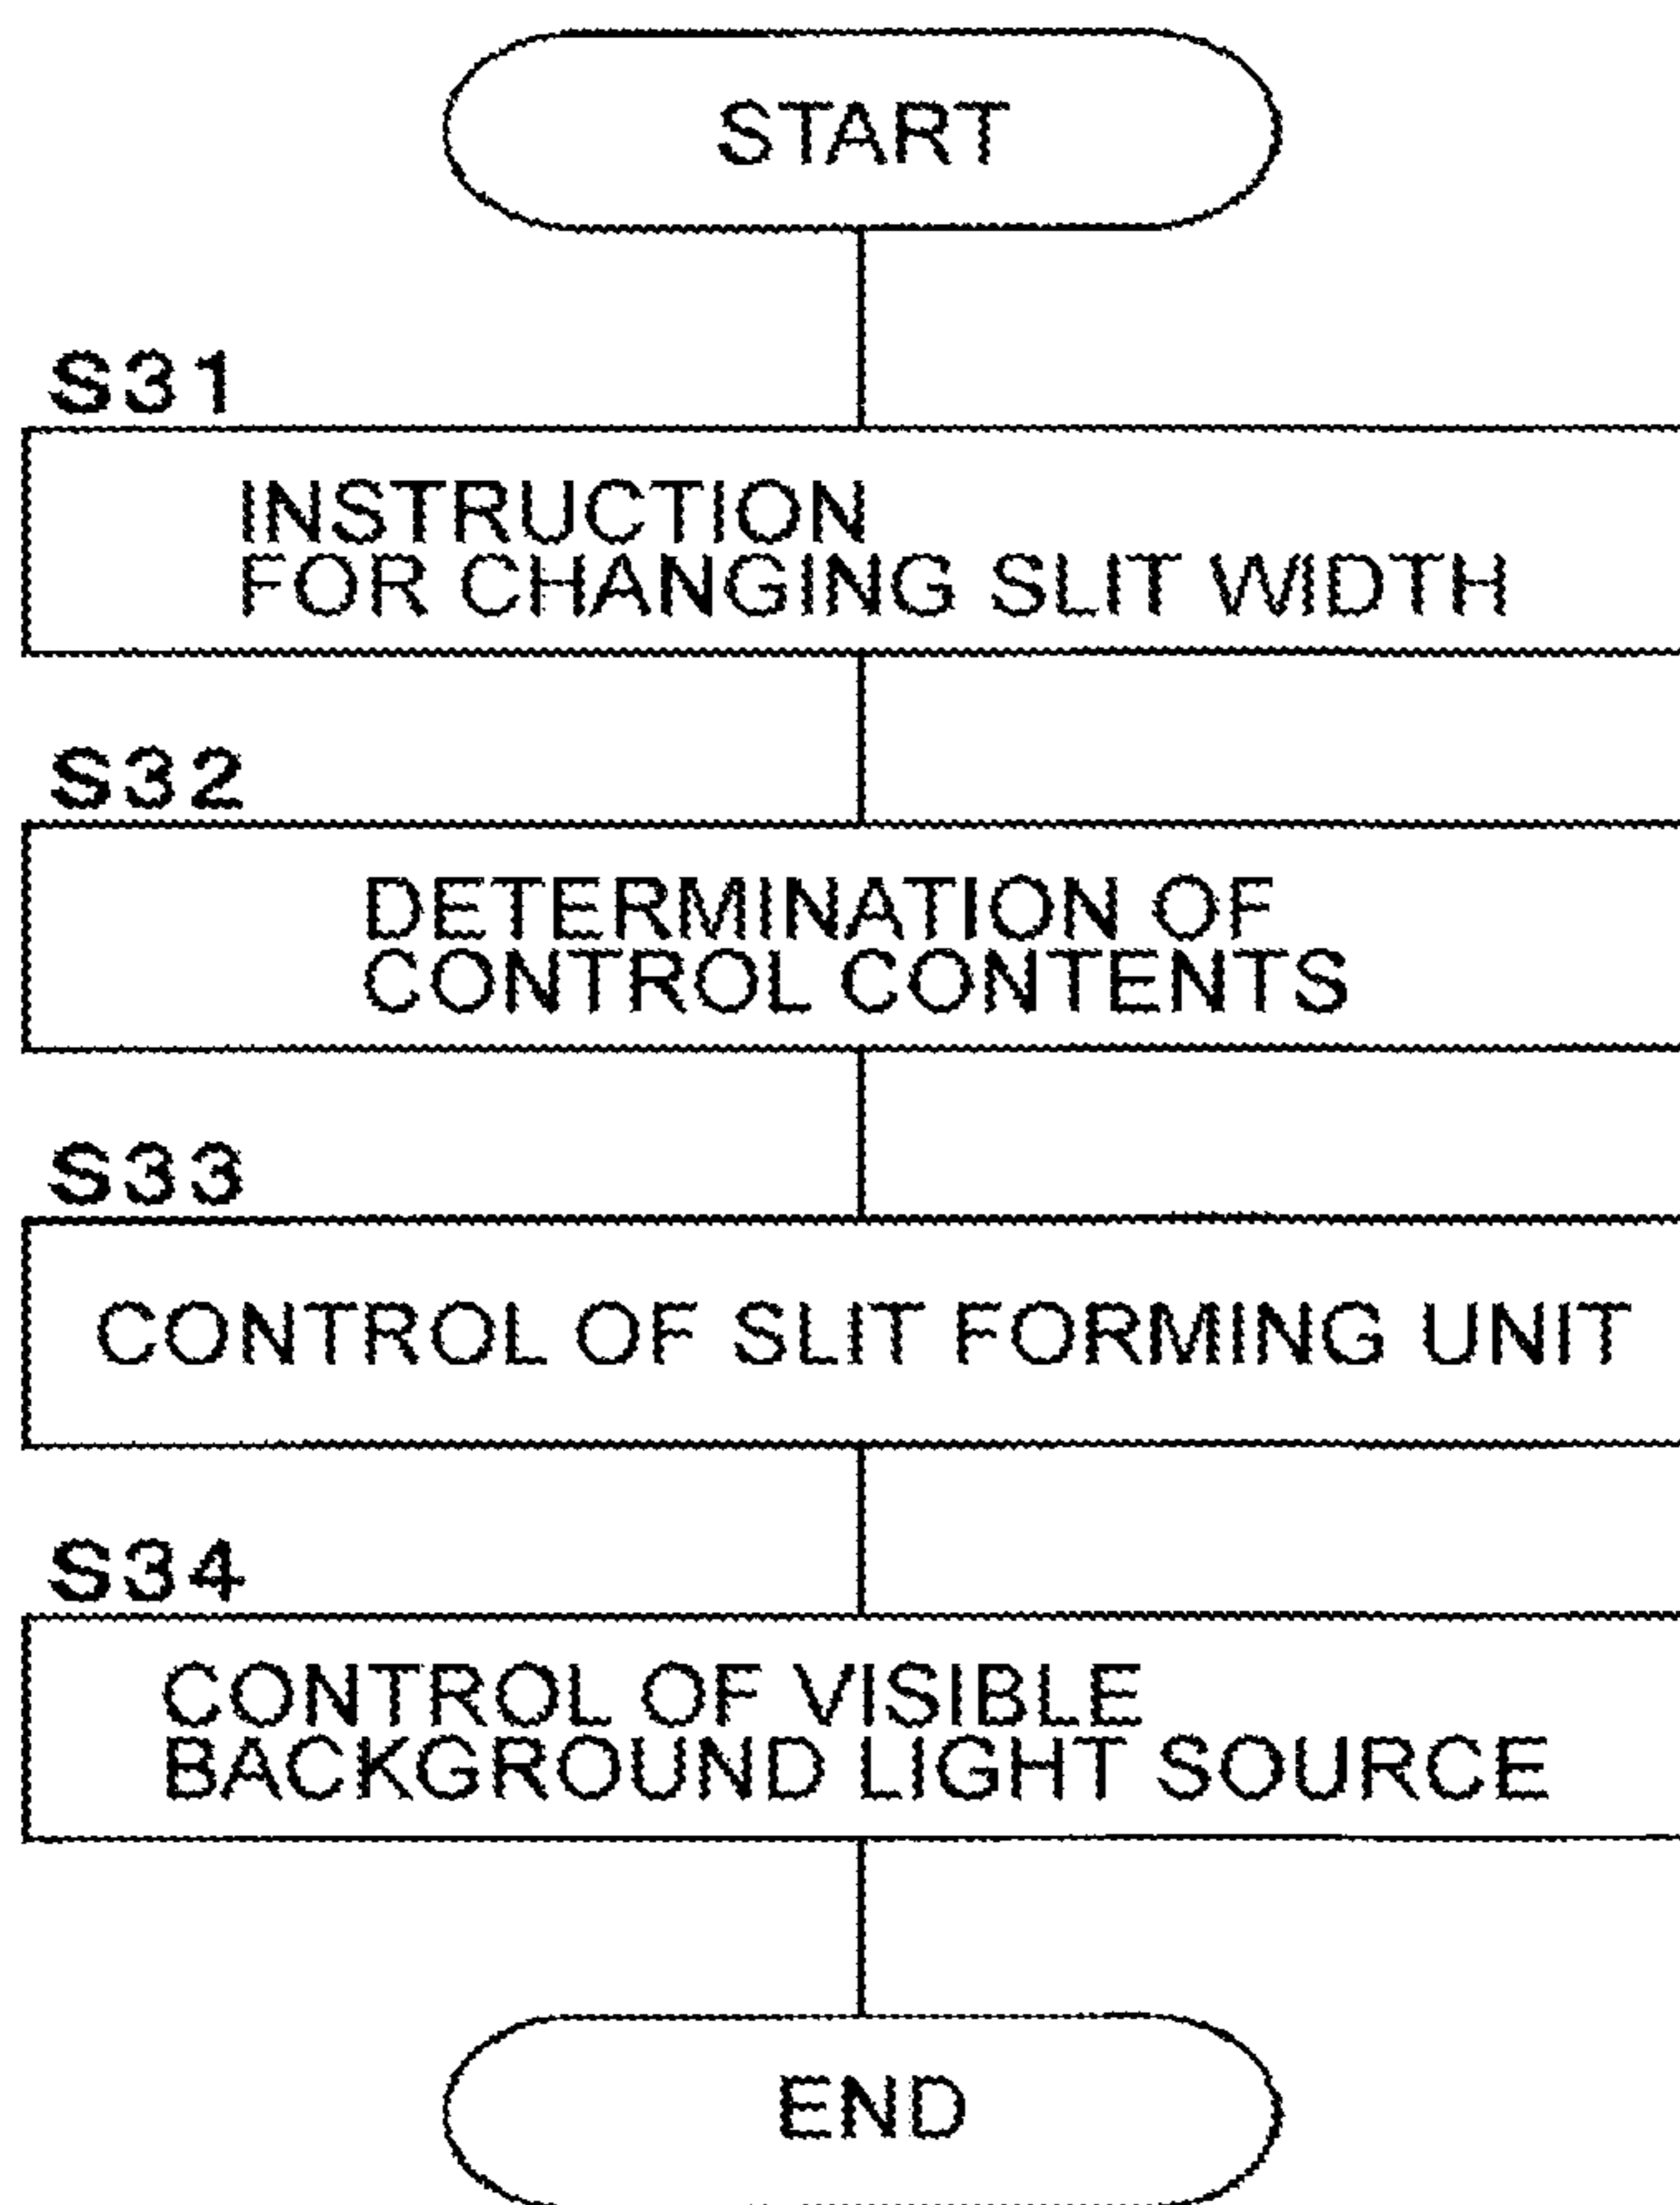 START
S31
INSTRUCTION
FOR CHANGING SLIT WIDTH
S32
DETERMINATION OF
CONTROL CONTENTS
S33
CONTROL OF SLIT FORMING UNIT
S34
CONTROL OF VISIBLE
BACKGROUND LIGHT SOURCE
END